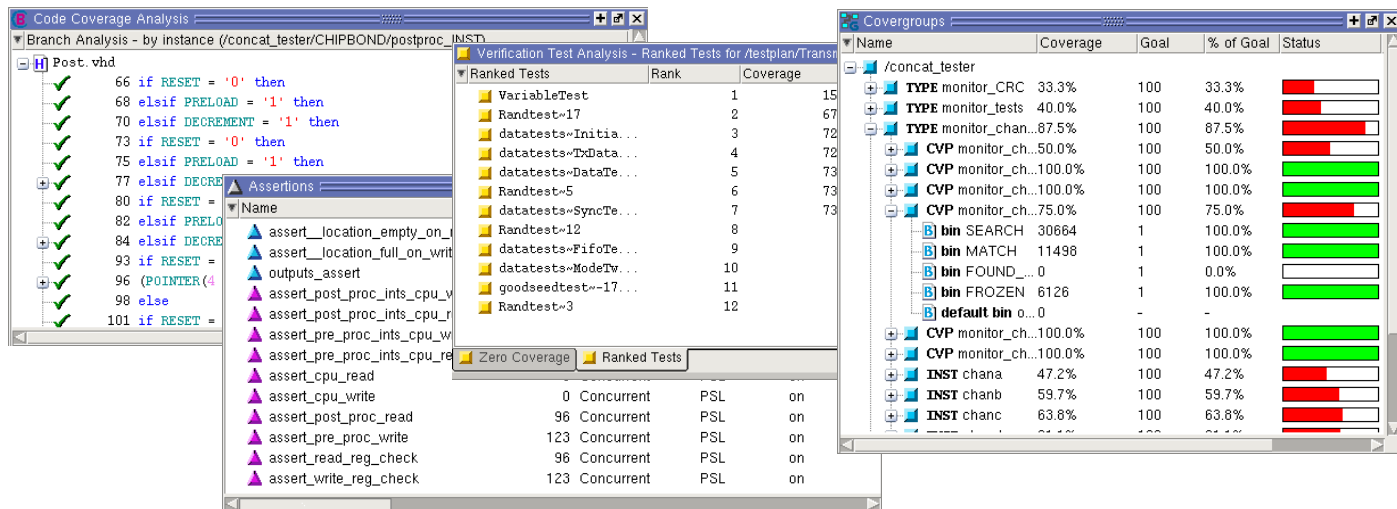 Code Coverage Analysis
Branch Analysis - by instance (/concat_tester/CHIPBOND/postproc_INST)
Post.vhd
66 if RESET = '0' then
68 elsif PRELOAD = '1' then
70 elsif DECREMENT = '1' then
73 if RESET = '0' then
75 elsif PRELOAD = '1' then
77 elsif DECRE
80 if RESET =
82 elsif PRELO
84 elsif DECRE
93 if RESET =
96 (POINTER(4
98 else
101 if RESET =
Assertions
Name
assert__location_empty_on_
assert__location_full_on_writ
outputs_assert
assert_post_proc_ints_cpu_w
assert_post_proc_ints_cpu_r
assert_pre_proc_ints_cpu_w
assert_pre_proc_ints_cpu_re
assert_cpu_read Concurrent PSL on
assert_cpu_write 0 Concurrent PSL on
assert_post_proc_read 96 Concurrent PSL on
assert_pre_proc_write 123 Concurrent PSL on
assert_read_reg_check 96 Concurrent PSL on
assert_write_reg_check 123 Concurrent PSL on
Verification Test Analysis - Ranked Tests for /testplan/Transm
Ranked Tests Rank Coverage
VariableTest 1 15
Randtest~17 2 67
datatests~Initia... 3 72
datatests~TxData... 4 72
datatests~DataTe... 5 73
Randtest~5 6 73
datatests~SyncTe... 7 73
Randtest~12 8
datatests~FifoTe... 9
datatests~ModeTw... 10
goodseedtest~-17... 11
Randtest~3 12
Zero Coverage Ranked Tests
Covergroups
Name Coverage Goal % of Goal Status
/concat_tester
TYPE monitor_CRC 33.3% 100 33.3%
TYPE monitor_tests 40.0% 100 40.0%
TYPE monitor_chan...87.5% 100 87.5%
CVP monitor_ch...50.0% 100 50.0%
CVP monitor_ch...100.0% 100 100.0%
CVP monitor_ch...100.0% 100 100.0%
CVP monitor_ch...75.0% 100 75.0%
bin SEARCH 30664 1 100.0%
bin MATCH 11498 1 100.0%
bin FOUND_... 0 1 0.0%
bin FROZEN 6126 1 100.0%
default bin o... 0 - -
CVP monitor_ch...100.0% 100 100.0%
CVP monitor_ch...100.0% 100 100.0%
INST chana 47.2% 100 47.2%
INST chanb 59.7% 100 59.7%
INST chanc 63.8% 100 63.8%